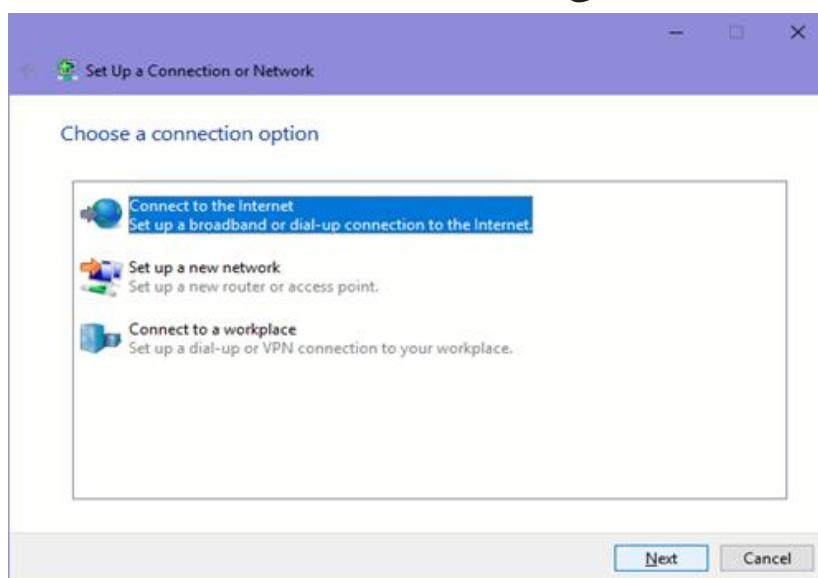 Set Up a Connection or Network
Choose a connection option
Connect to the Internet
Set up a broadband or dial-up connection to the Internet.
Set up a new network
Set up a new router or access point.
Connect to a workplace
Set up a dial-up or VPN connection to your workplace.
Next
Cancel